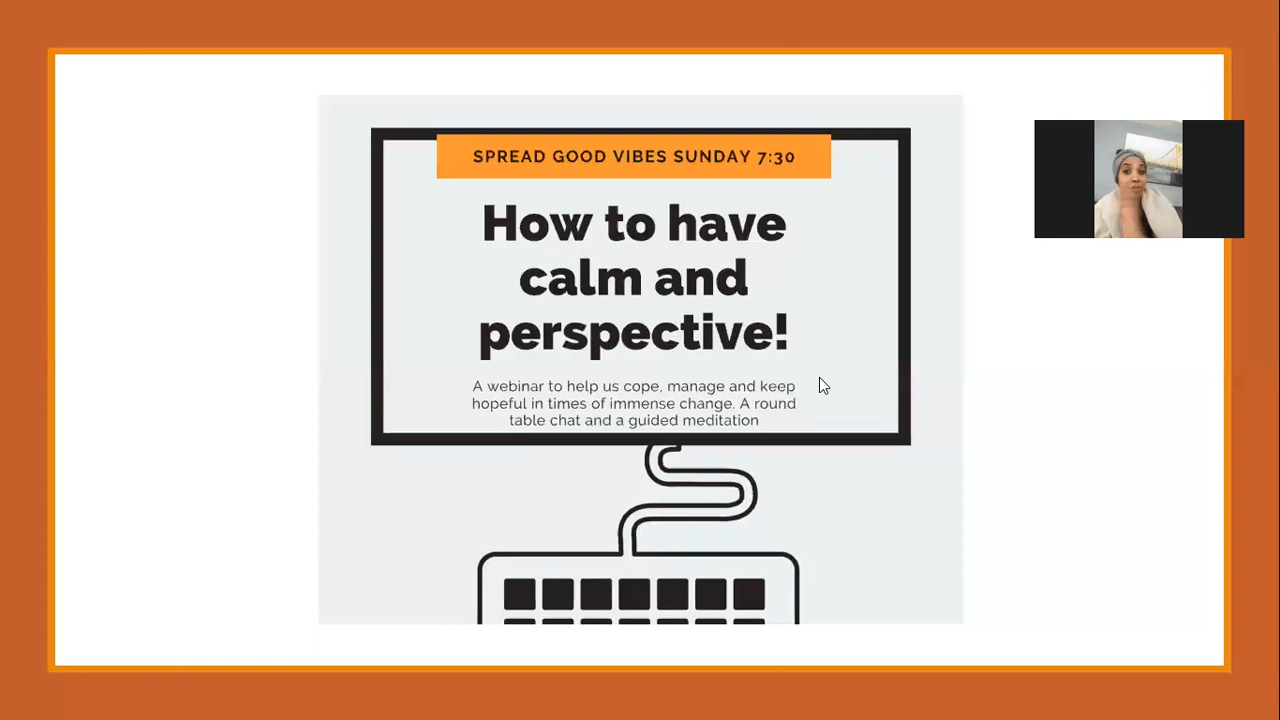 SPREAD GOOD VIBES SUNDAY 7:30
How to have
calm and
perspective!
A webinar to help us cope, manage and keep
hopeful in times of immense change. A round
table chat and a guided meditation